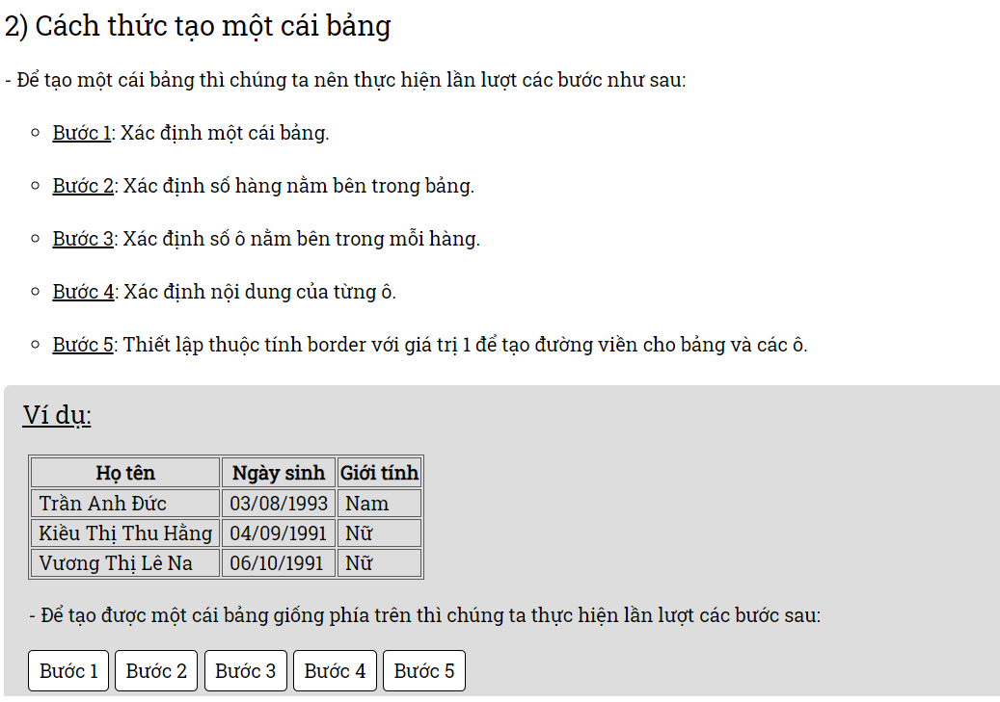 2) Cách thức tạo một cái bảng
- Để tạo một cái bảng thì chúng ta nên thực hiện lần lượt các bước như sau:
Bước 1: Xác định một cái bảng.
Bước 2: Xác định số hàng nằm bên trong bảng.
Bước 3: Xác định số ô nằm bên trong mỗi hàng.
Bước 4: Xác định nội dung của từng ô.
Bước 5: Thiết lập thuộc tính border với giá trị 1 để tạo đường viền cho bảng và các ô.
Ví dụ:
Họ tên Ngày sinh Giới tính
Trần Anh Đức 03/08/1993 Nam
Kiều Thị Thu Hằng 04/09/1991 Nữ
Vương Thị Lê Na 06/10/1991 Nữ
- Để tạo được một cái bảng giống phía trên thì chúng ta thực hiện lần lượt các bước sau:
Bước 1 Bước 2 Bước 3 Bước 4 Bước 5